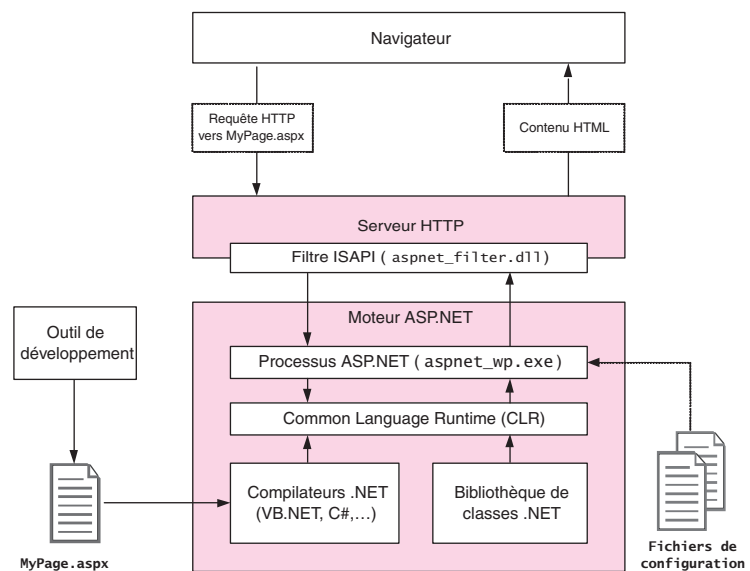 Navigateur
Requête HTTP
vers MyPage.aspx
Contenu HTML
Serveur HTTP
Filtre ISAPI ( aspnet_filter.dll)
Moteur ASP.NET
Outil de
développement
Processus ASP.NET ( aspnet_wp.exe)
Common Language Runtime (CLR)
Compilateurs .NET
(VB.NET, C#,…)
Bibliothèque de
classes .NET
MyPage.aspx
Fichiers de
configuration